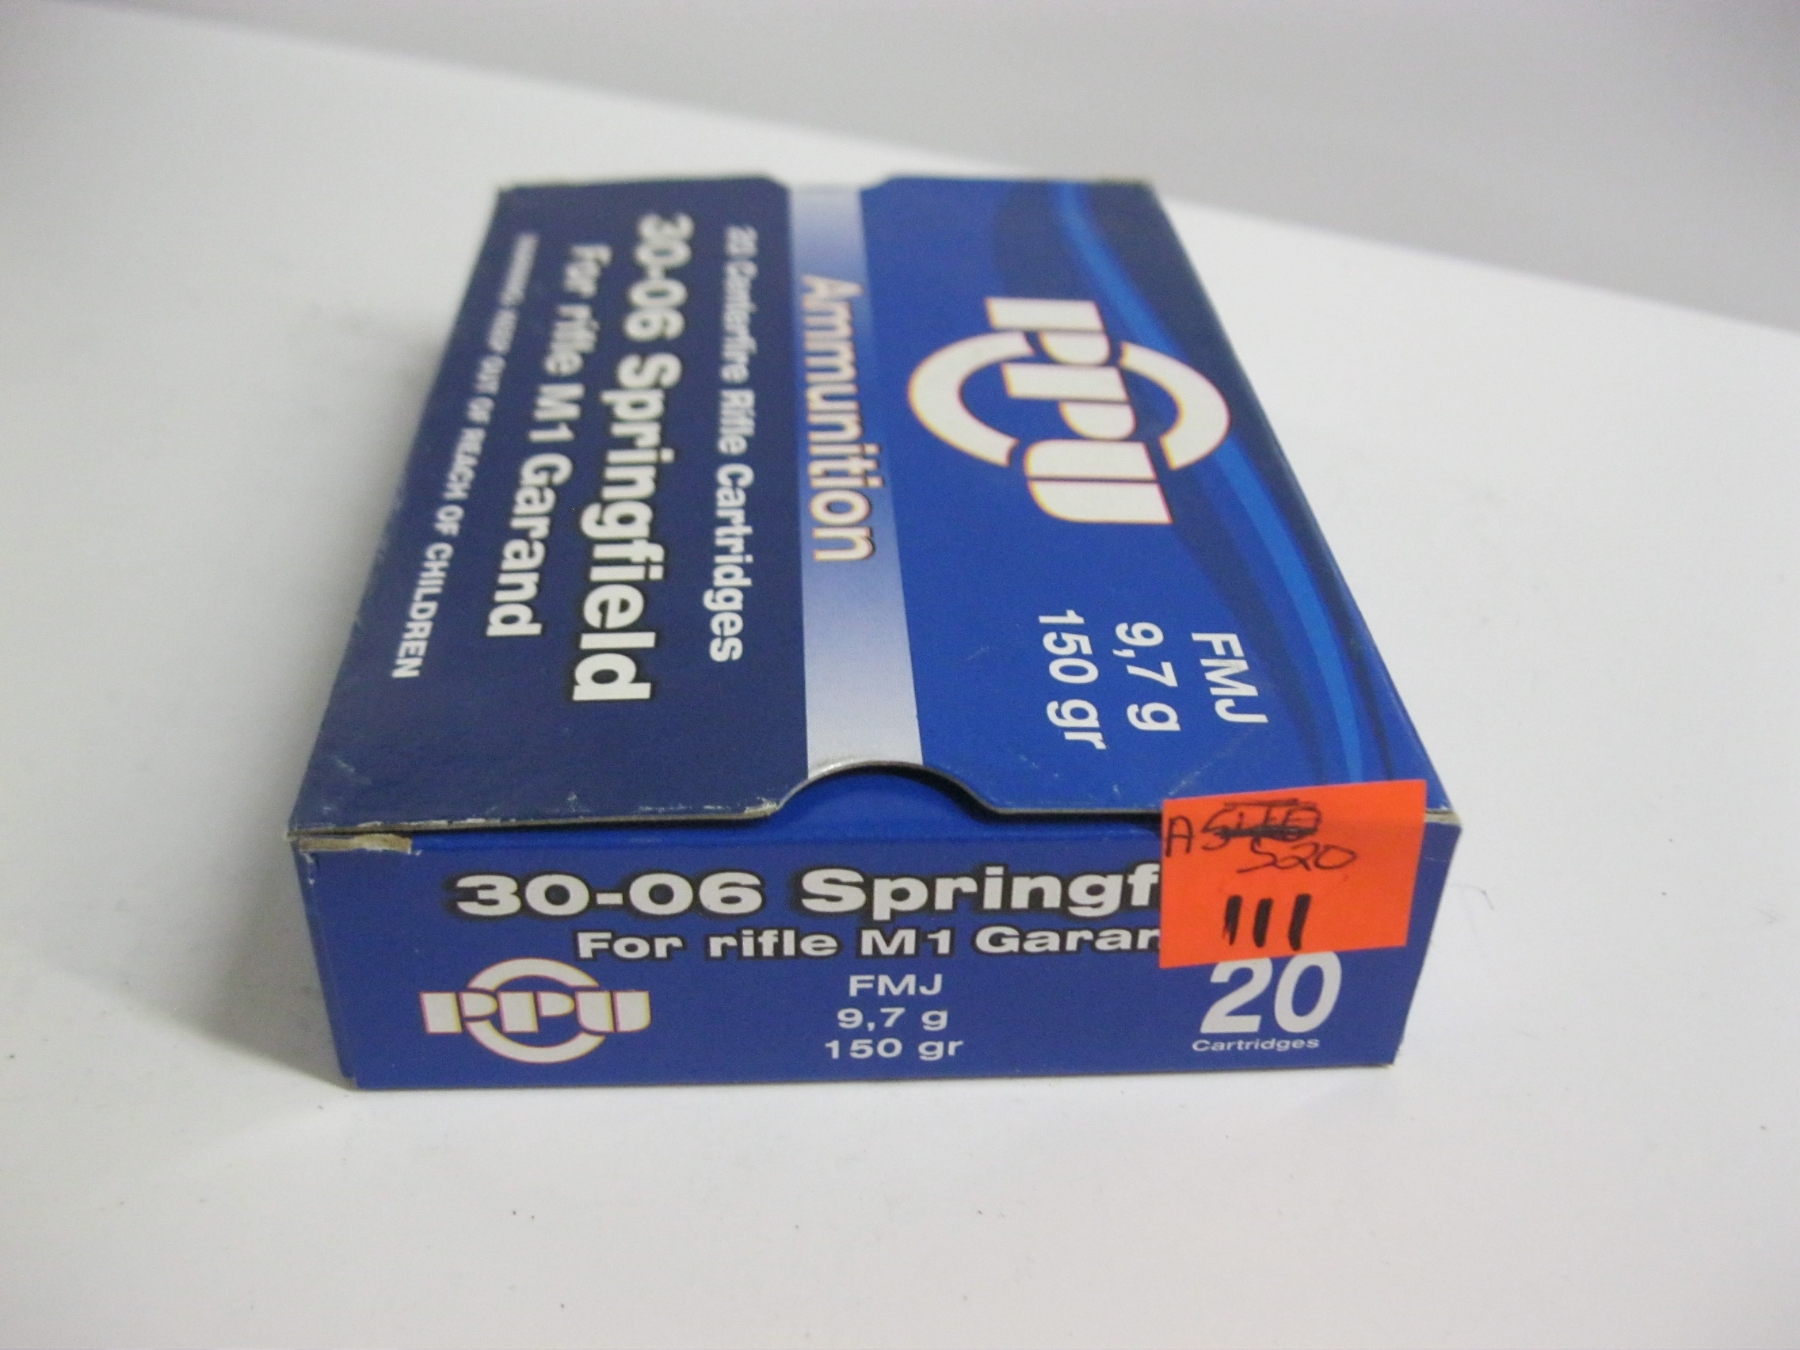 PPU
FMJ
9,7 g
150 gr
Ammunition
20 Centerfire Rifle Cartridges
30-06 Springfield
For rifle M1 Garand
WARNING: KEEP OUT OF REACH OF CHILDREN
30-06 Springf
For rifle M1 Garan
PPU
FMJ
9,7 g
150 gr
20
Cartridges
A
520
111